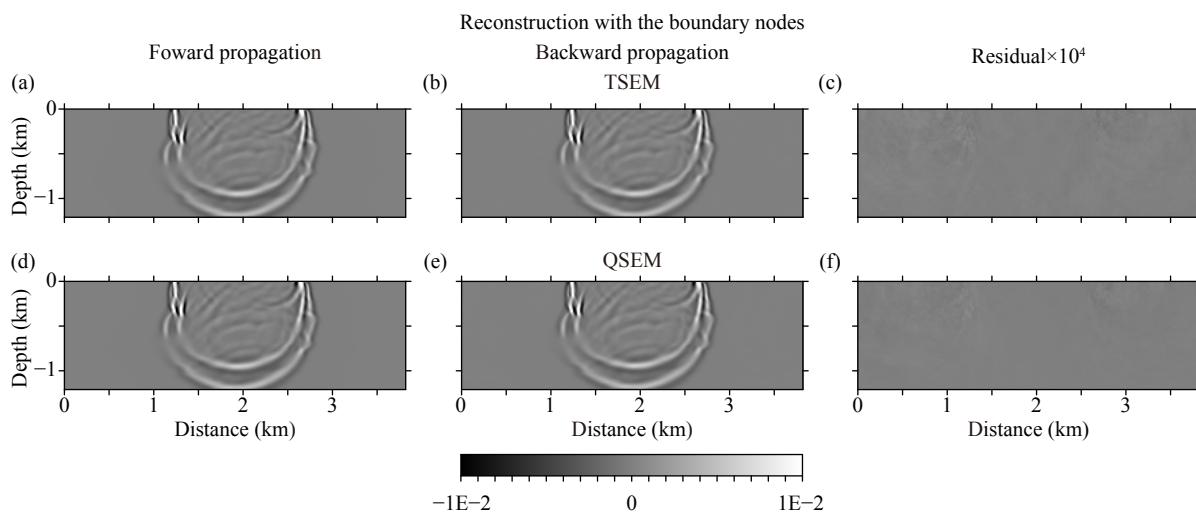 Reconstruction with the boundary nodes
Foward propagation
Backward propagation
Residual×10⁴
(a)
(b)
TSEM
(c)
0
Depth (km)
−1
(d)
(e)
QSEM
(f)
0
Depth (km)
−1
0 1 2 3
0 1 2 3
0 1 2 3
Distance (km)
Distance (km)
Distance (km)
−1E−2 0 1E−2